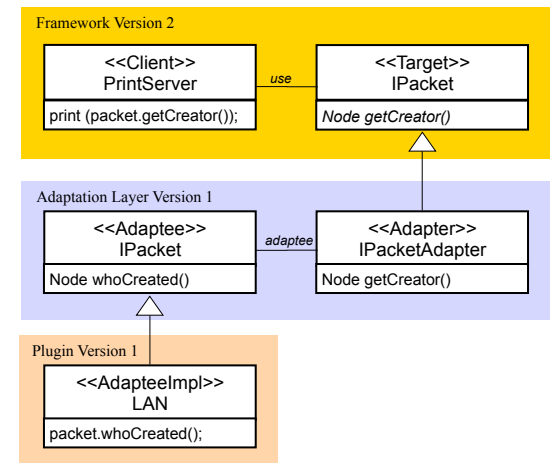 Framework Version 2
<<Client>>
PrintServer
print (packet.getCreator());
use
<<Target>>
IPacket
Node getCreator()
Adaptation Layer Version 1
<<Adaptee>>
IPacket
Node whoCreated()
adaptee
<<Adapter>>
IPacketAdapter
Node getCreator()
Plugin Version 1
<<AdapteeImpl>>
LAN
packet.whoCreated();